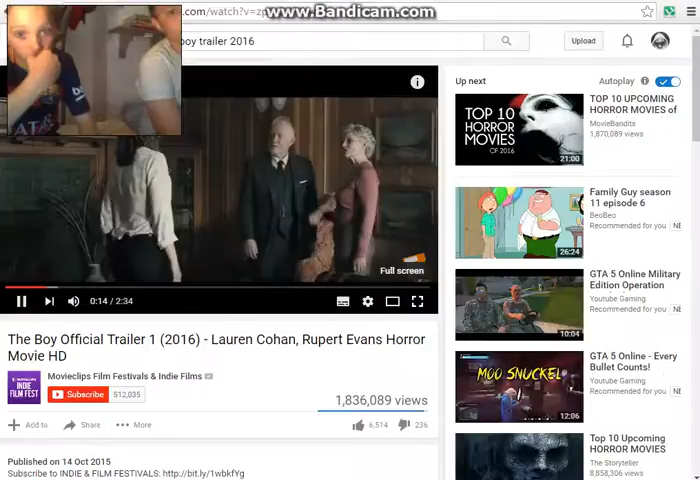 .com/watch?v=zp
www.Bandicam.com
boy trailer 2016
Upload
Full screen
0:14 / 2:34
The Boy Official Trailer 1 (2016) - Lauren Cohan, Rupert Evans Horror
Movie HD
INDIE
FILM FEST
Movieclips Film Festivals & Indie Films
Subscribe 512,035
1,836,089 views
Add to Share More 6,514 236
Published on 14 Oct 2015
Subscribe to INDIE & FILM FESTIVALS: http://bit.ly/1wbkfYg
Up next Autoplay
TOP 10
HORROR
MOVIES
OF 2016
21:00
TOP 10 UPCOMING
HORROR MOVIES of
MovieBandits
1,870,089 views
26:24
Family Guy season
11 episode 6
BeoBeo
Recommended for you NE
10:04
GTA 5 Online Military
Edition Operation
Youtube Gaming
Recommended for you NE
MOO SNUCKEL
12:06
GTA 5 Online - Every
Bullet Counts!
Youtube Gaming
Recommended for you NE
Top 10 Upcoming
Horror Movies
The Storyteller
8,858,306 views